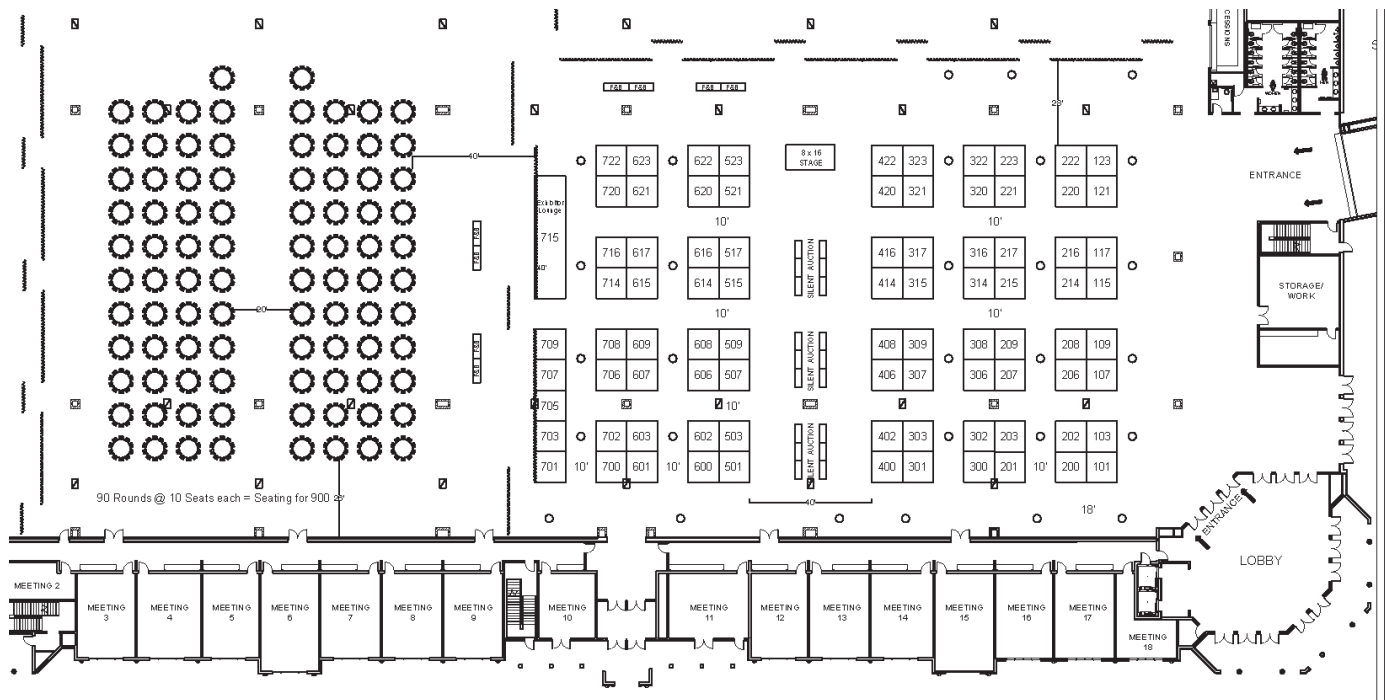 CESSIONS
WOMEN
F&B F&B
F&B F&B
28'
8 x 16
STAGE
40'
722 623
622 523
422 323
322 223
222 123
720 621
620 521
420 321
320 221
220 121
ENTRANCE
Exhibitor
Lounge
715
40'
10'
10'
F&B F&B
716 617
616 517
416 317
316 217
216 117
714 615
614 515
414 315
314 215
214 115
SILENT AUCTION
STORAGE/
WORK
20'
10'
10'
F&B F&B
709
708 609
608 509
408 309
308 209
208 109
707
706 607
606 507
406 307
306 207
206 107
SILENT AUCTION
705
10'
703
702 603
602 503
402 303
302 203
202 103
701
700 601
600 501
400 301
300 201
200 101
10'
10'
10'
SILENT AUCTION
90 Rounds @ 10 Seats each = Seating for 900
40'
18'
ENTRANCE
LOBBY
MEETING 2
MEETING
3
MEETING
4
MEETING
5
MEETING
6
MEETING
7
MEETING
8
MEETING
9
MEETING
10
MEETING
11
MEETING
12
MEETING
13
MEETING
14
MEETING
15
MEETING
16
MEETING
17
MEETING
18